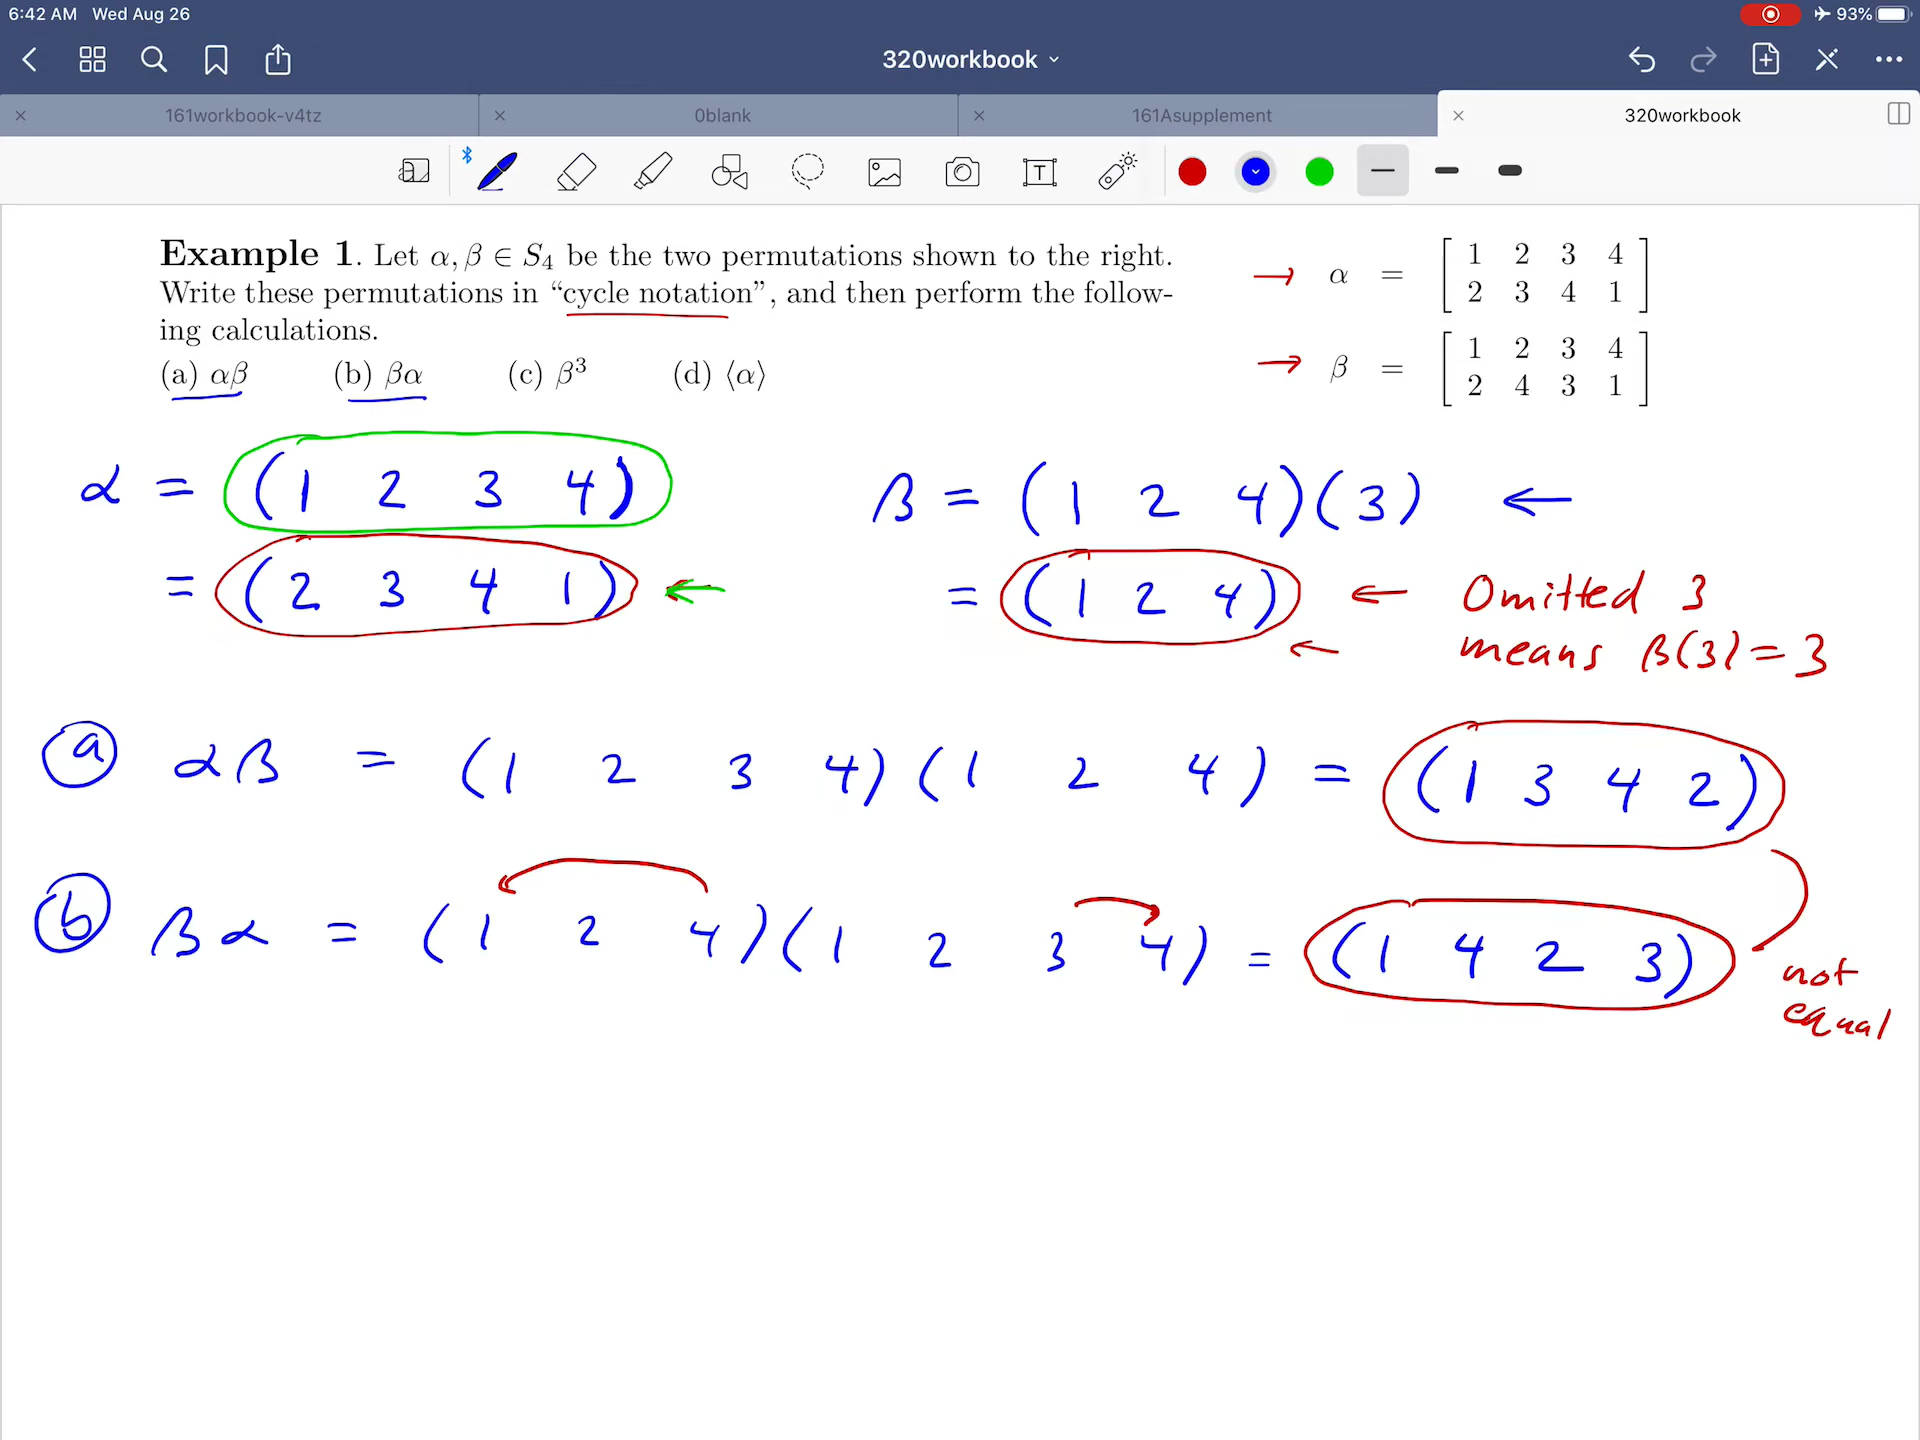 6:42 AM Wed Aug 26
93%
320workbook
161workbook-v4tz
0blank
161Asupplement
320workbook
Example 1. Let α, β ∈ S₄ be the two permutations shown to the right.
Write these permutations in “cycle notation”, and then perform the follow-
ing calculations.
(a) αβ (b) βα (c) β³ (d) ⟨α⟩
→ α = [ 1 2 3 4
2 3 4 1 ]
→ β = [ 1 2 3 4
2 4 3 1 ]
α = (1 2 3 4)
= (2 3 4 1) ←
β = (1 2 4)(3) ←
= (1 2 4) ← Omitted 3
← means β(3)=3
a αβ = (1 2 3 4)(1 2 4) = (1 3 4 2)
b βα = (1 2 4)(1 2 3 4) = (1 4 2 3)
not
equal